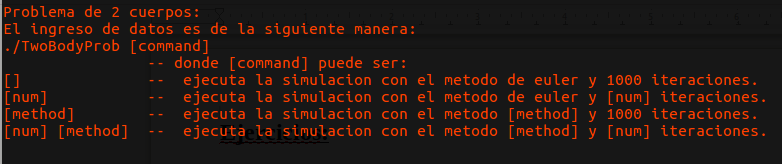 Problema de 2 cuerpos:
El ingreso de datos es de la siguiente manera:
./TwoBodyProb [command]
-- donde [command] puede ser:
[] -- ejecuta la simulacion con el metodo de euler y 1000 iteraciones.
[num] -- ejecuta la simulacion con el metodo de euler y [num] iteraciones.
[method] -- ejecuta la simulacion con el metodo [method] y 1000 iteraciones.
[num] [method] -- ejecuta la simulacion con el metodo [method] y [num] iteraciones.